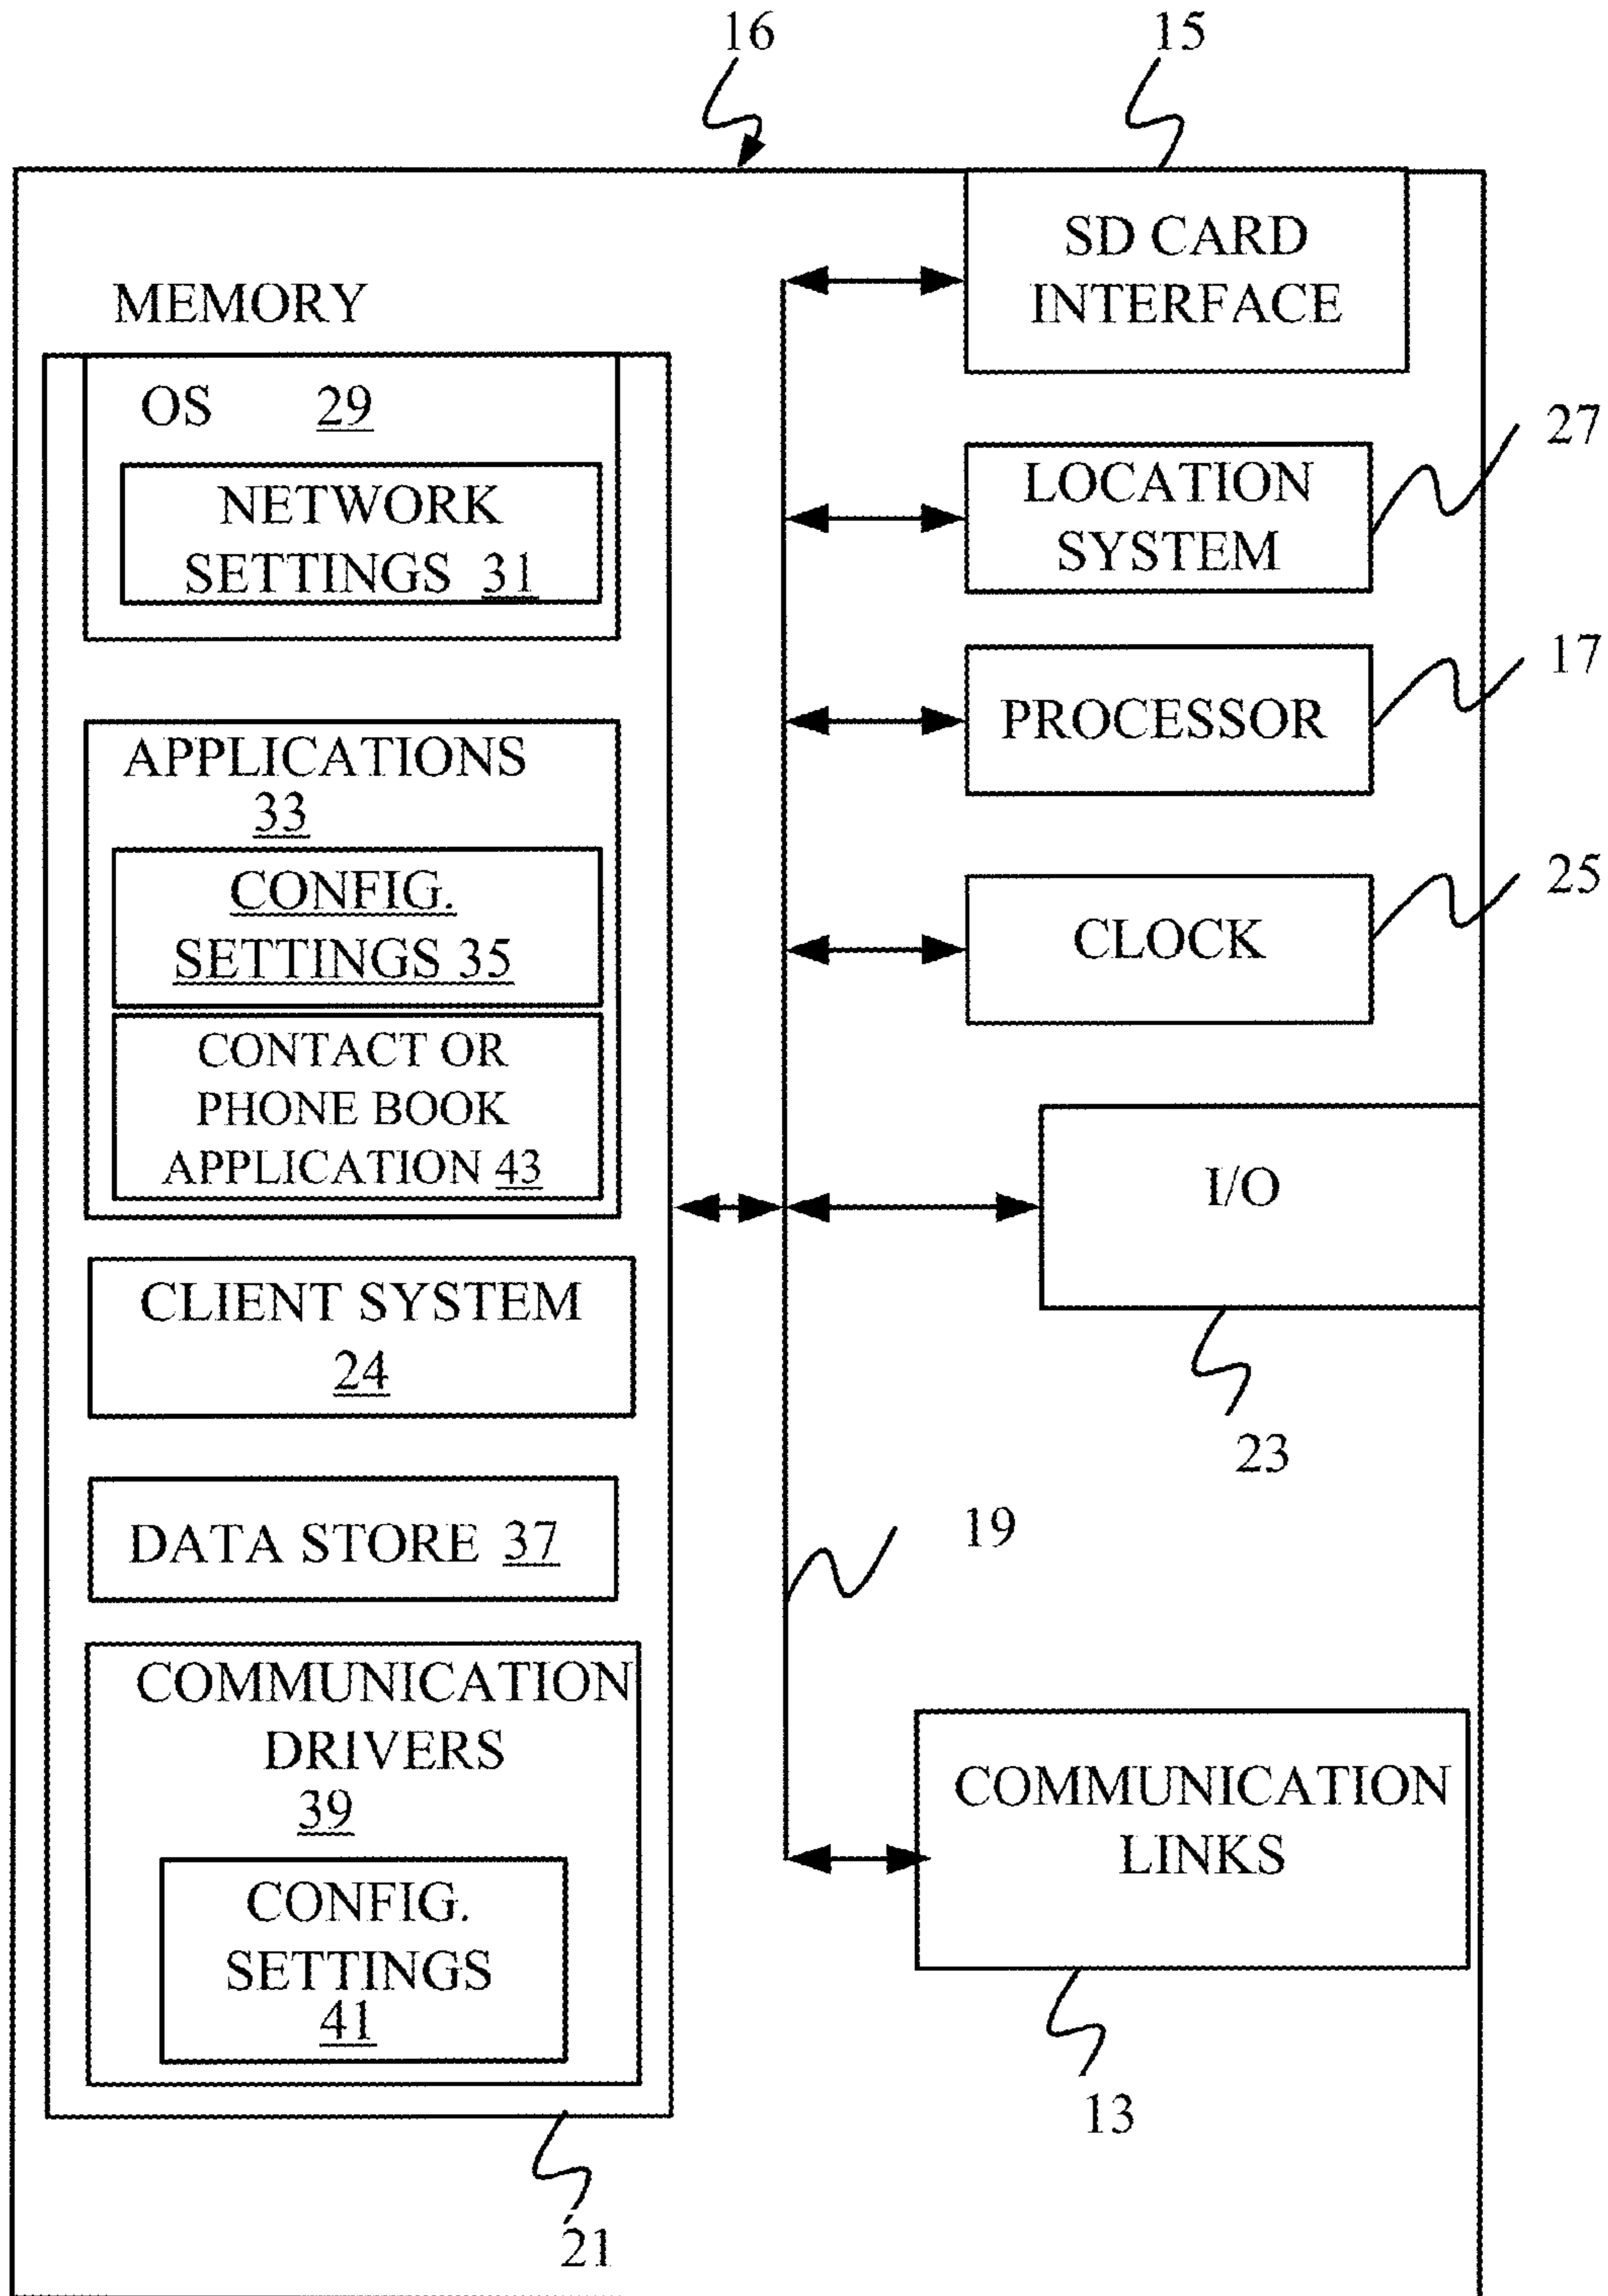 16
15
SD CARD
INTERFACE
MEMORY
OS 29
NETWORK
SETTINGS 31
27
LOCATION
SYSTEM
17
PROCESSOR
APPLICATIONS
33
CONFIG.
SETTINGS 35
25
CLOCK
CONTACT OR
PHONE BOOK
APPLICATION 43
I/O
23
CLIENT SYSTEM
24
19
DATA STORE 37
COMMUNICATION
DRIVERS
39
CONFIG.
SETTINGS
41
COMMUNICATION
LINKS
13
21